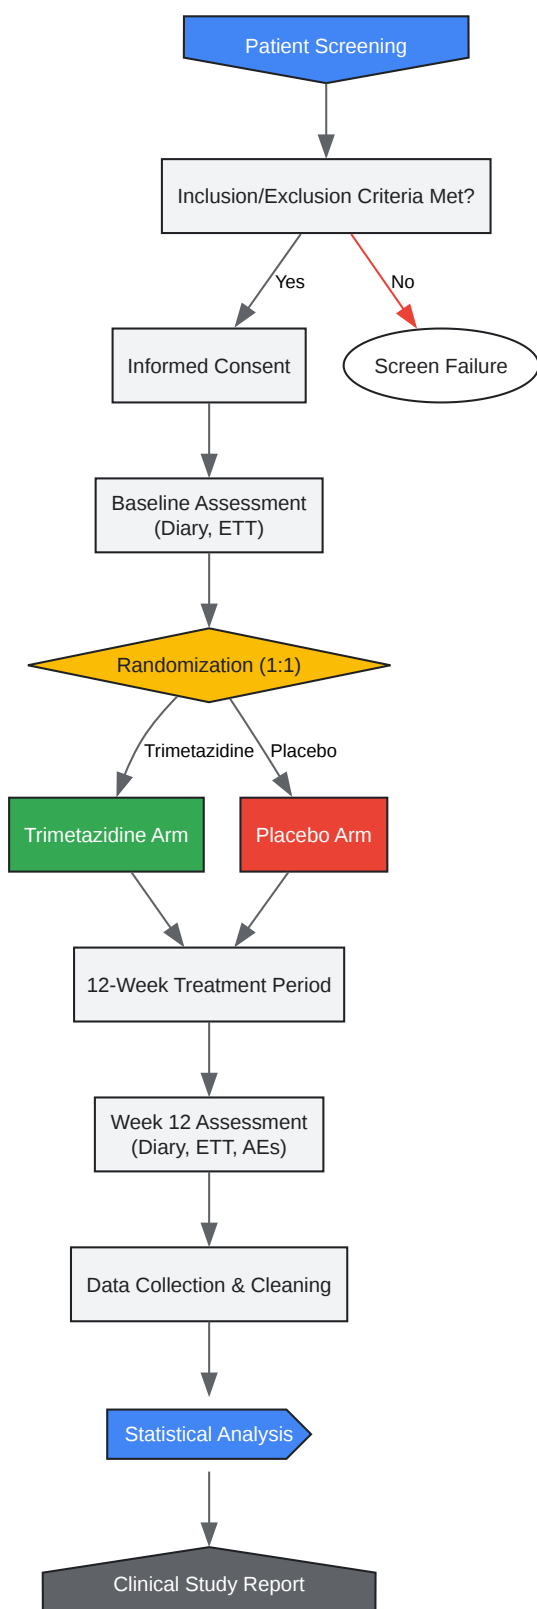 Patient Screening
Inclusion/Exclusion Criteria Met?
Yes
No
Informed Consent
Screen Failure
Baseline Assessment
(Diary, ETT)
Randomization (1:1)
Trimetazidine
Placebo
Trimetazidine Arm
Placebo Arm
12-Week Treatment Period
Week 12 Assessment
(Diary, ETT, AEs)
Data Collection & Cleaning
Statistical Analysis
Clinical Study Report